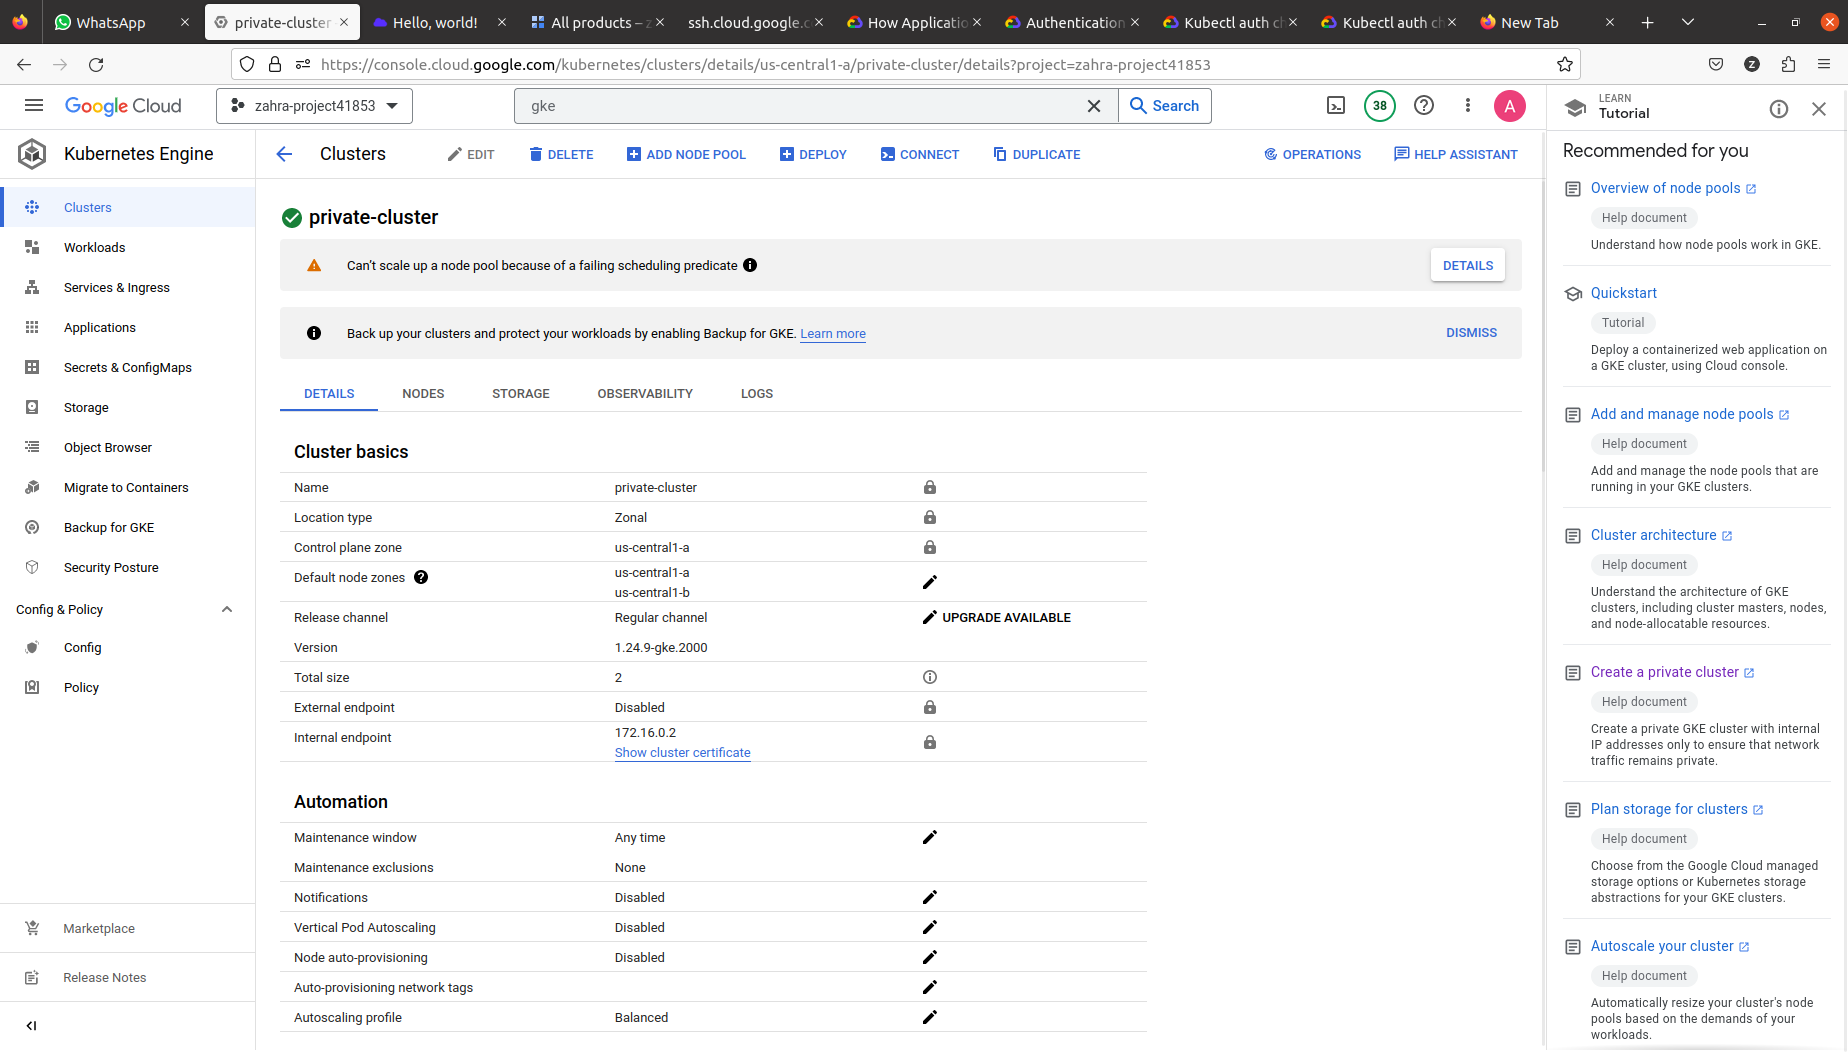 WhatsApp
private-cluster
Hello, world!
All products –
ssh.cloud.google.c
How Applicatio
Authentication
Kubectl auth ch
Kubectl auth ch
New Tab
https://console.cloud.google.com/kubernetes/clusters/details/us-central1-a/private-cluster/details?project=zahra-project41853
Z
Google Cloud
zahra-project41853
gke
Search
38
A
LEARN
Tutorial
Kubernetes Engine
Clusters
EDIT
DELETE
ADD NODE POOL
DEPLOY
CONNECT
DUPLICATE
OPERATIONS
HELP ASSISTANT
Clusters
Workloads
Services & Ingress
Applications
Secrets & ConfigMaps
Storage
Object Browser
Migrate to Containers
Backup for GKE
Security Posture
Config & Policy
Config
Policy
Marketplace
Release Notes
private-cluster
Can't scale up a node pool because of a failing scheduling predicate
DETAILS
Back up your clusters and protect your workloads by enabling Backup for GKE. Learn more
DISMISS
DETAILS
NODES
STORAGE
OBSERVABILITY
LOGS
Cluster basics
Name private-cluster
Location type Zonal
Control plane zone us-central1-a
Default node zones us-central1-a
us-central1-b
Release channel Regular channel UPGRADE AVAILABLE
Version 1.24.9-gke.2000
Total size 2
External endpoint Disabled
Internal endpoint 172.16.0.2
Show cluster certificate
Automation
Maintenance window Any time
Maintenance exclusions None
Notifications Disabled
Vertical Pod Autoscaling Disabled
Node auto-provisioning Disabled
Auto-provisioning network tags
Autoscaling profile Balanced
Recommended for you
Overview of node pools
Help document
Understand how node pools work in GKE.
Quickstart
Tutorial
Deploy a containerized web application on
a GKE cluster, using Cloud console.
Add and manage node pools
Help document
Add and manage the node pools that are
running in your GKE clusters.
Cluster architecture
Help document
Understand the architecture of GKE
clusters, including cluster masters, nodes,
and node-allocatable resources.
Create a private cluster
Help document
Create a private GKE cluster with internal
IP addresses only to ensure that network
traffic remains private.
Plan storage for clusters
Help document
Choose from the Google Cloud managed
storage options or Kubernetes storage
abstractions for your GKE clusters.
Autoscale your cluster
Help document
Automatically resize your cluster's node
pools based on the demands of your
workloads.